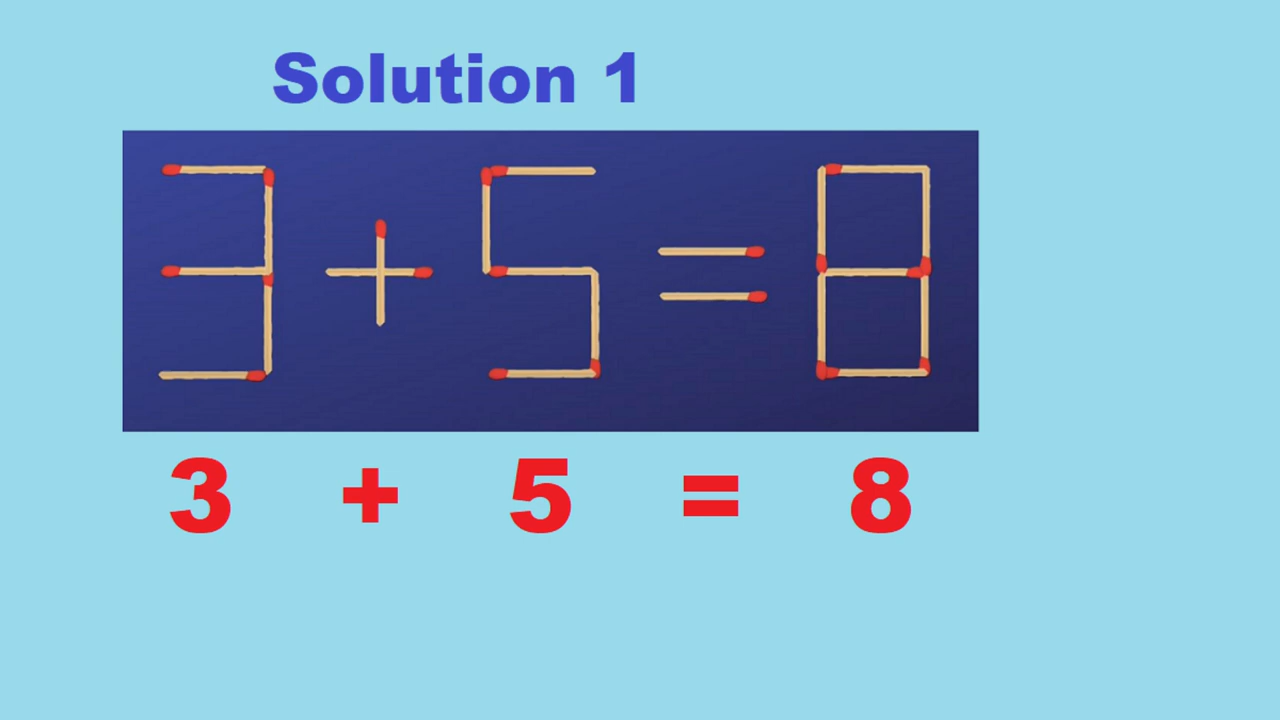 Solution 1
3 + 5 = 8
3 + 5 = 8